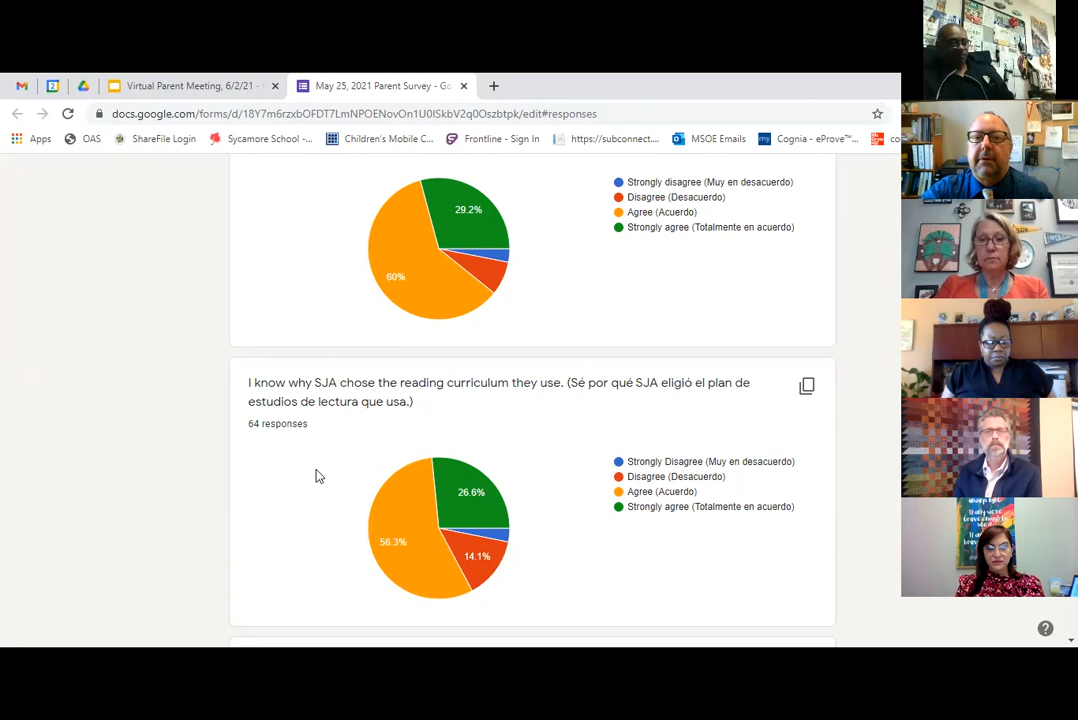 Virtual Parent Meeting, 6/2/21 -
May 25, 2021 Parent Survey - Go
docs.google.com/forms/d/18Y7m6rzxbOFDT7LmNPOENovOn1U0lSkbV2q0Oszbtpk/edit#responses
Apps
OAS
ShareFile Login
Sycamore School -...
Children's Mobile C...
Frontline - Sign In
https://subconnect....
MSOE Emails
Cognia - eProve™...
29.2%
60%
Strongly disagree (Muy en desacuerdo)
Disagree (Desacuerdo)
Agree (Acuerdo)
Strongly agree (Totalmente en acuerdo)
I know why SJA chose the reading curriculum they use. (Sé por qué SJA eligió el plan de
estudios de lectura que usa.)
64 responses
26.6%
56.3%
14.1%
Strongly Disagree (Muy en desacuerdo)
Disagree (Desacuerdo)
Agree (Acuerdo)
Strongly agree (Totalmente en acuerdo)